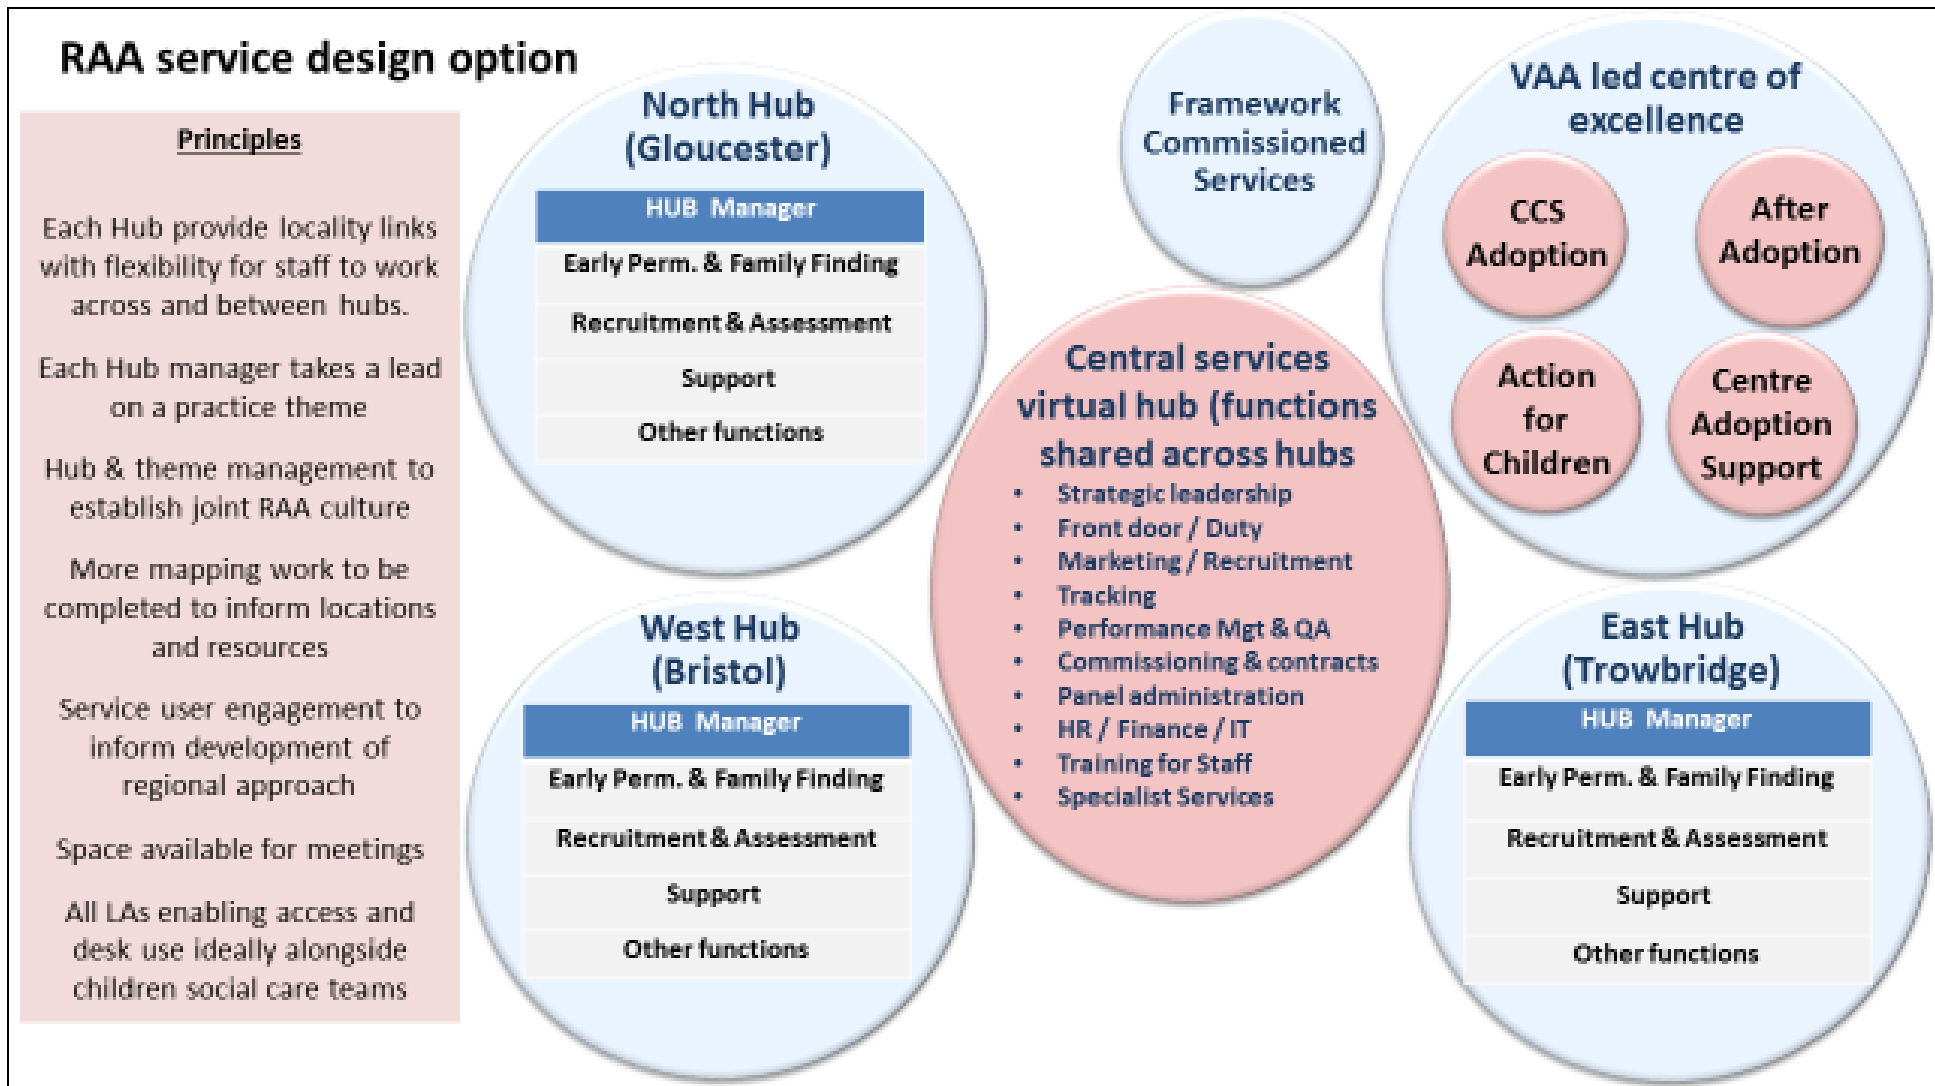 RAA service design option
Principles
Each Hub provide locality links
with flexibility for staff to work
across and between hubs.
Each Hub manager takes a lead
on a practice theme
Hub & theme management to
establish joint RAA culture
More mapping work to be
completed to inform locations
and resources
Service user engagement to
inform development of
regional approach
Space available for meetings
All LAs enabling access and
desk use ideally alongside
children social care teams
North Hub
(Gloucester)
HUB Manager
Early Perm. & Family Finding
Recruitment & Assessment
Support
Other functions
West Hub
(Bristol)
HUB Manager
Early Perm. & Family Finding
Recruitment & Assessment
Support
Other functions
Framework
Commissioned
Services
Central services
virtual hub (functions
shared across hubs
• Strategic leadership
• Front door / Duty
• Marketing / Recruitment
• Tracking
• Performance Mgt & QA
• Commissioning & contracts
• Panel administration
• HR / Finance / IT
• Training for Staff
• Specialist Services
VAA led centre of
excellence
CCS
Adoption
After
Adoption
Action
for
Children
Centre
Adoption
Support
East Hub
(Trowbridge)
HUB Manager
Early Perm. & Family Finding
Recruitment & Assessment
Support
Other functions